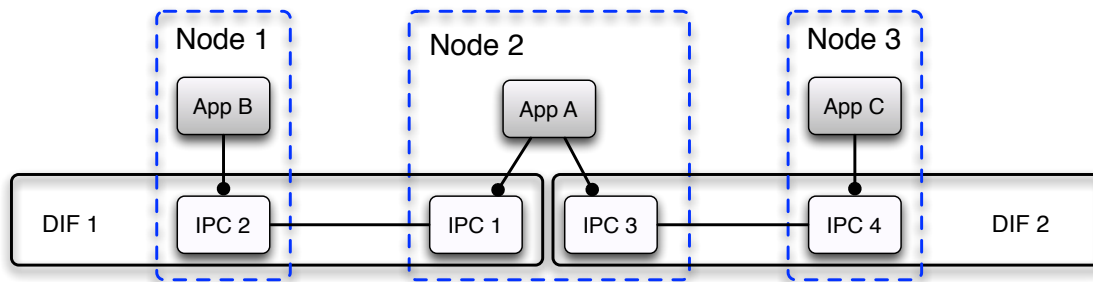 Node 1
Node 2
Node 3
App B
App A
App C
DIF 1
IPC 2
IPC 1
IPC 3
IPC 4
DIF 2